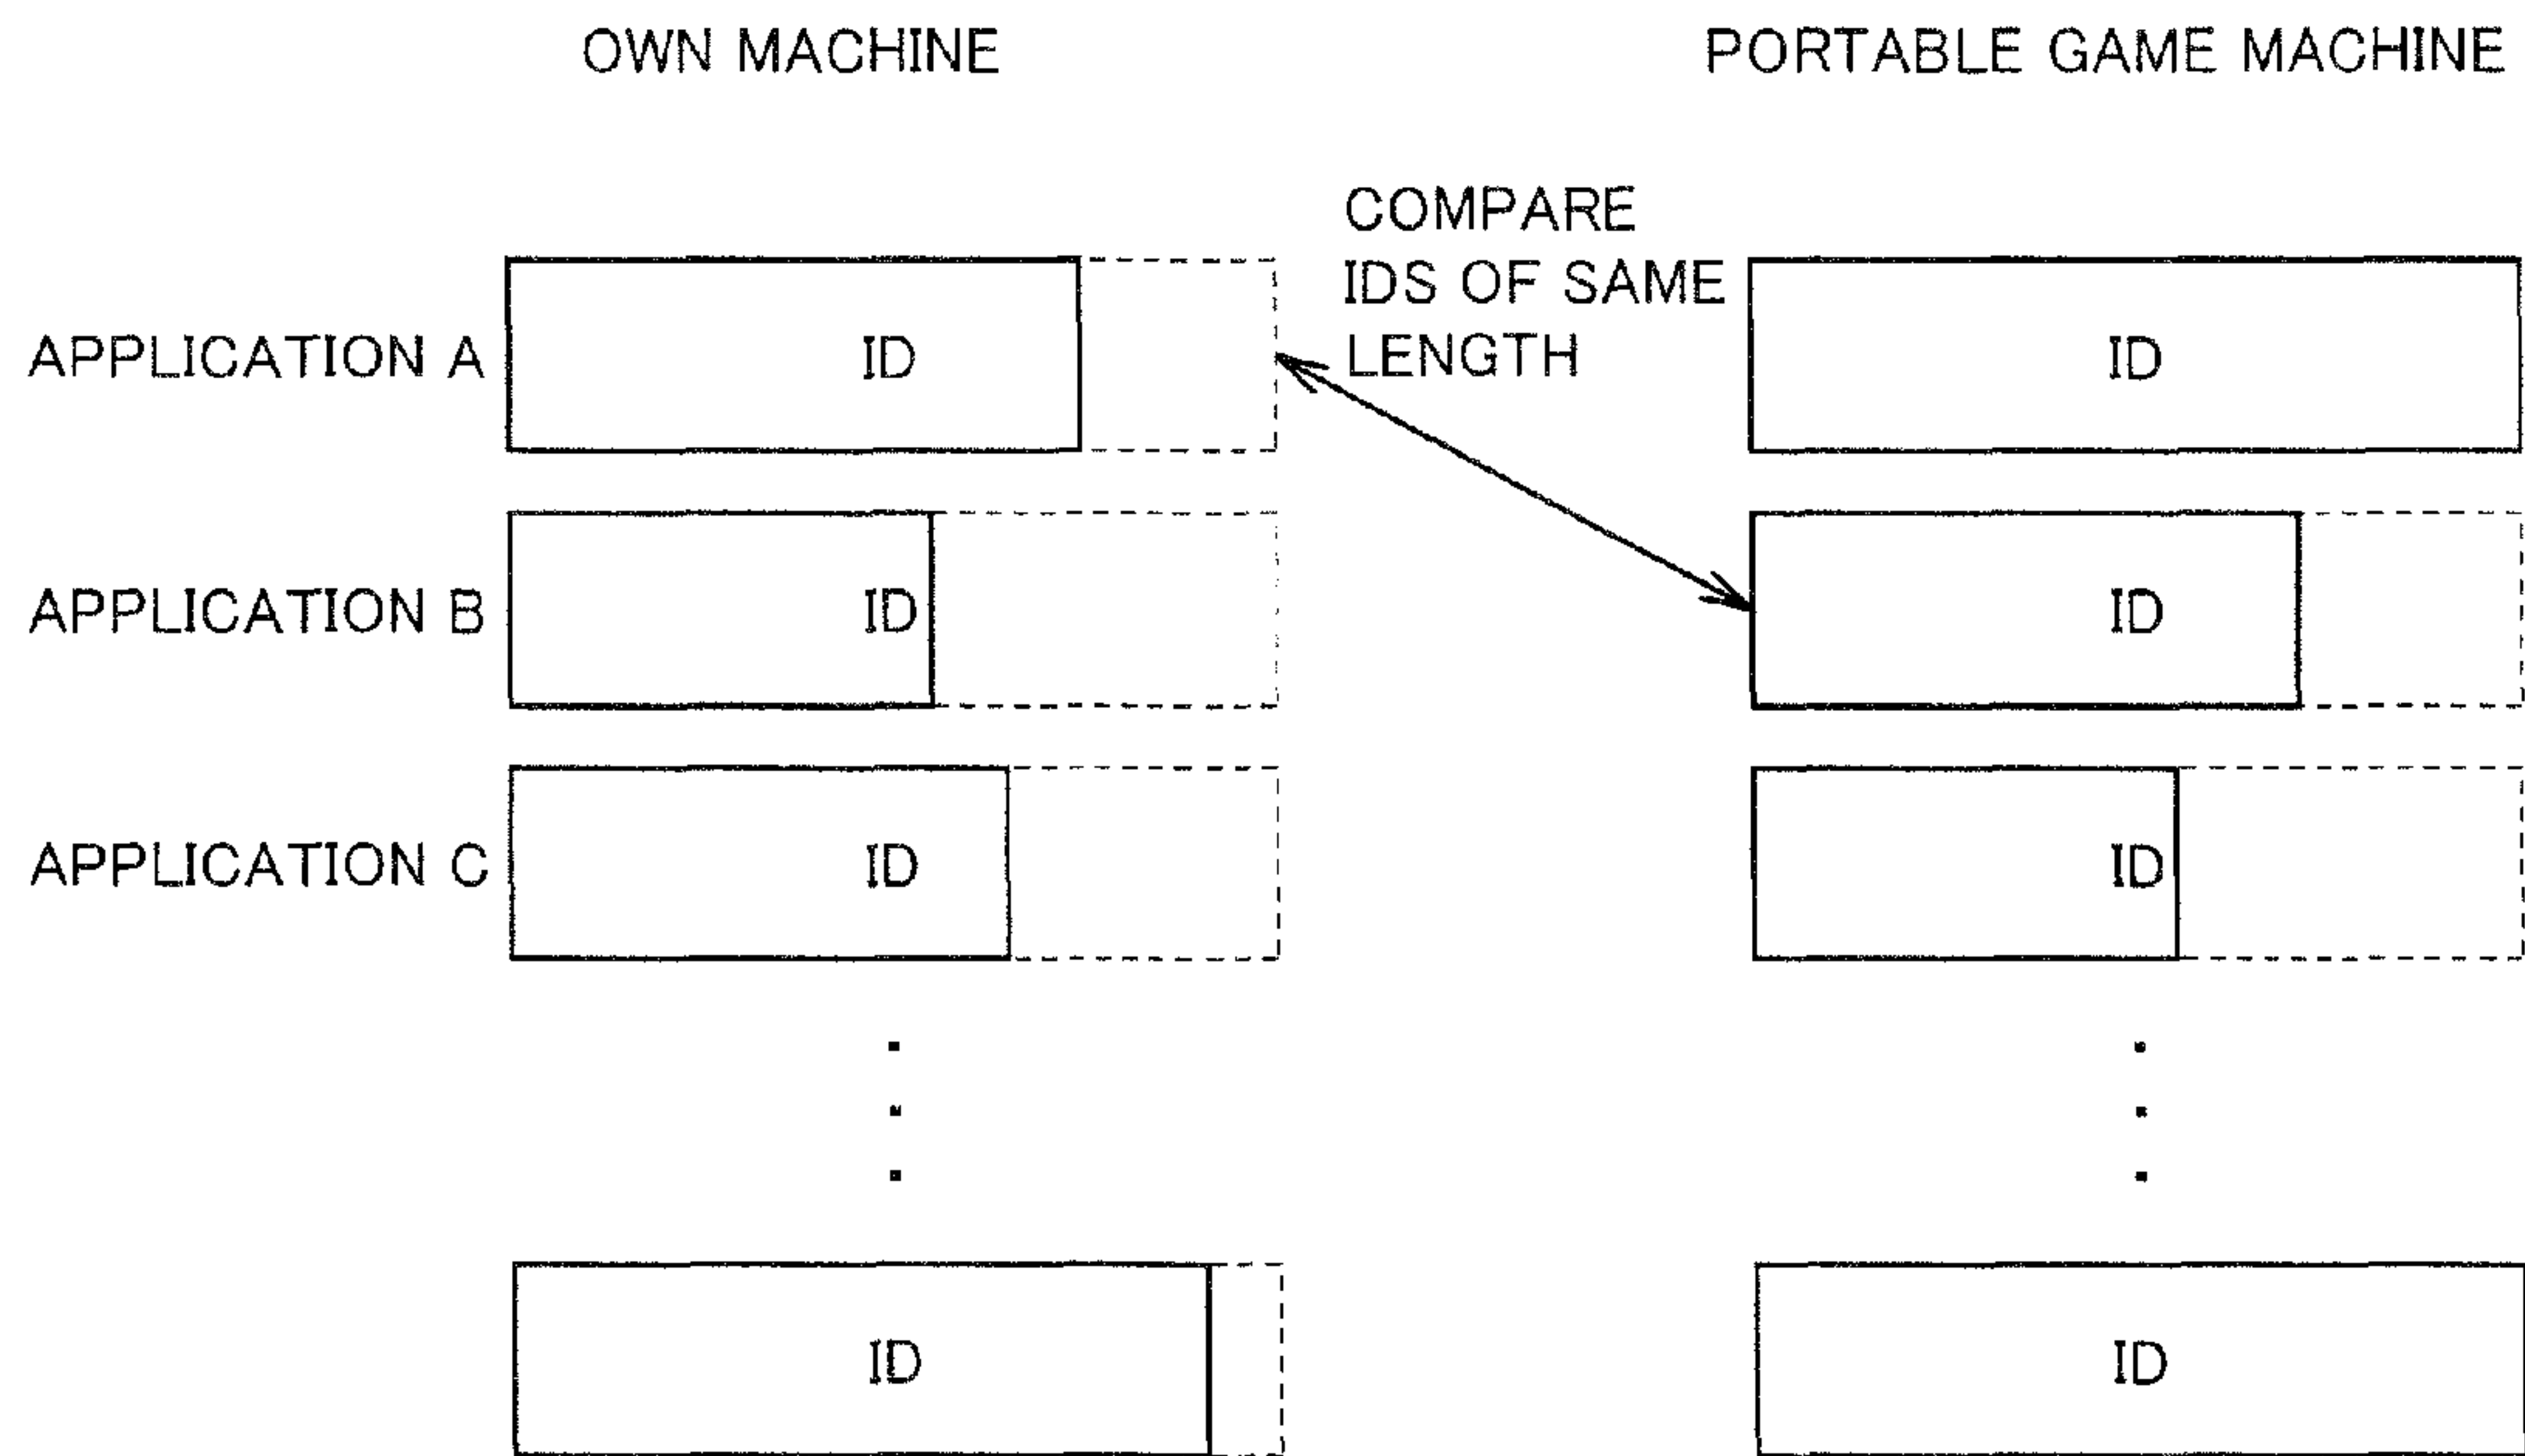 OWN MACHINE
PORTABLE GAME MACHINE
COMPARE
IDS OF SAME
LENGTH
APPLICATION A
ID
ID
APPLICATION B
ID
ID
APPLICATION C
ID
ID
ID
ID